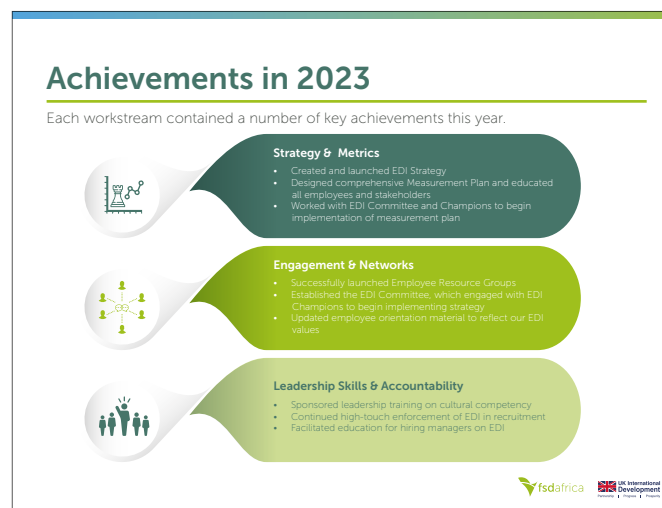 Achievements in 2023
Each workstream contained a number of key achievements this year.
Strategy & Metrics
• Created and launched EDI Strategy
• Designed comprehensive Measurement Plan and educated
all employees and stakeholders
• Worked with EDI Committee and Champions to begin
implementation of measurement plan
Engagement & Networks
• Successfully launched Employee Resource Groups
• Established the EDI Committee, which engaged with EDI
Champions to begin implementing strategy
• Updated employee orientation material to reflect our EDI
values
Leadership Skills & Accountability
• Sponsored leadership training on cultural competency
• Continued high-touch enforcement of EDI in recruitment
• Facilitated education for hiring managers on EDI
fsdafrica
UK International
Development
Partnership | Progress | Prosperity